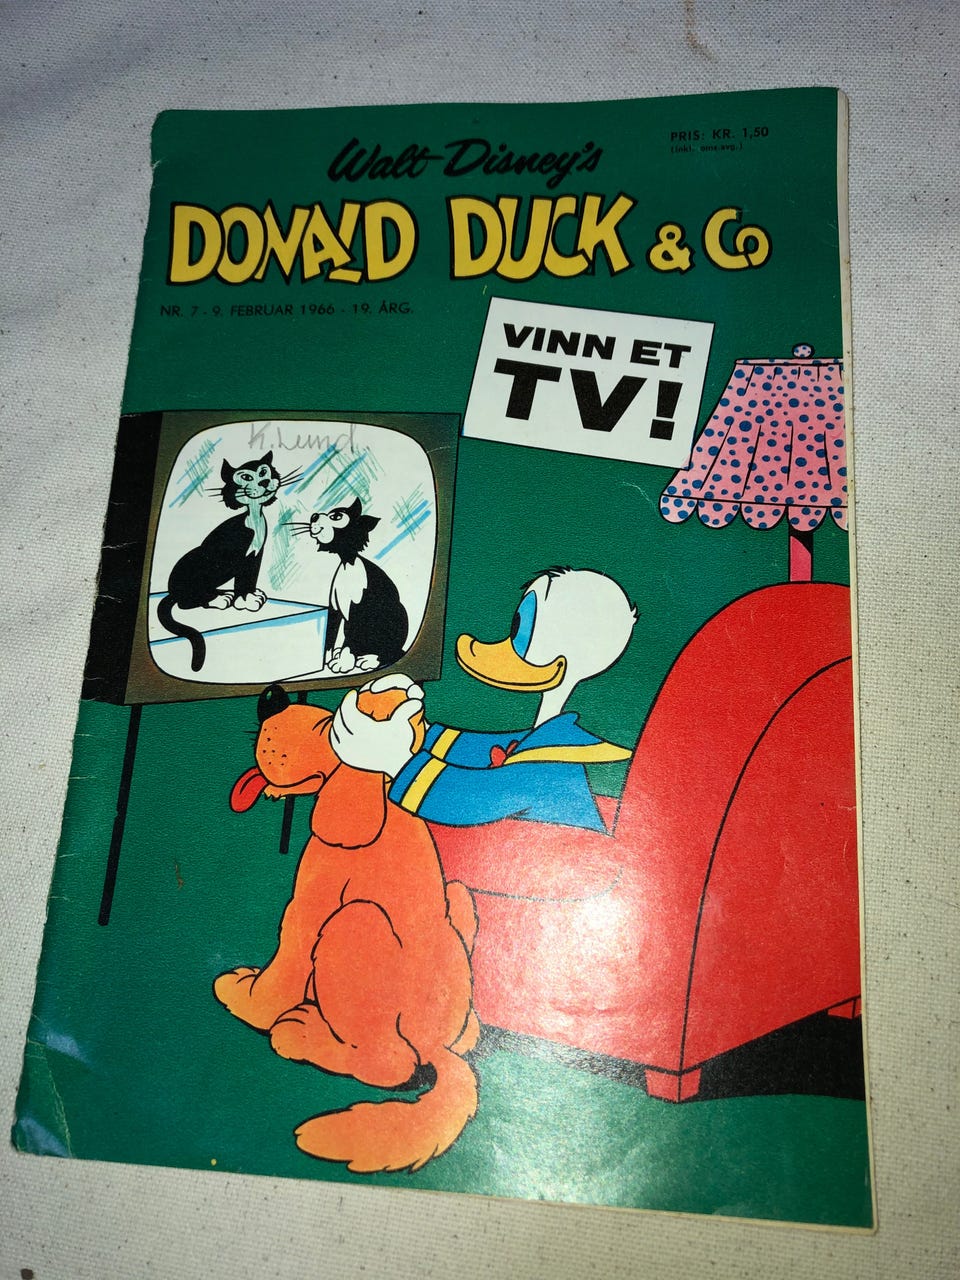 Walt Disney's
PRIS: KR. 1,50
(inkl. oms.avg.)
DONALD DUCK & Co
NR. 7 - 9. FEBRUAR 1966 - 19. ÅRG.
VINN ET
TV!
K. Lund.